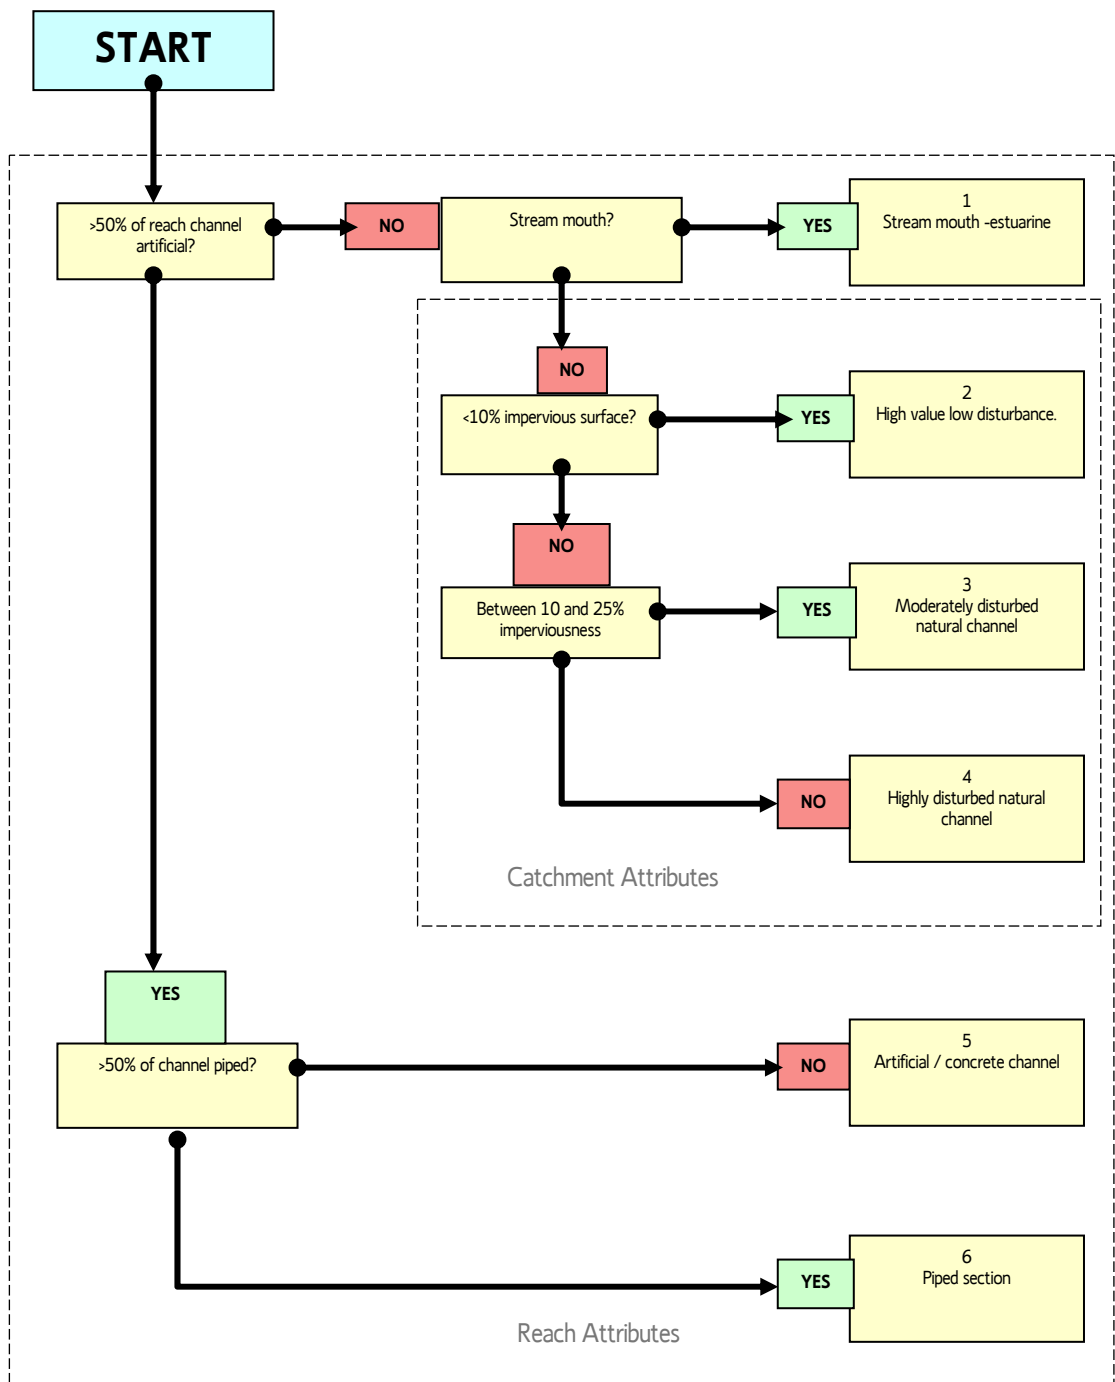 START
>50% of reach channel
artificial?
NO
Stream mouth?
YES
1
Stream mouth -estuarine
NO
<10% impervious surface?
YES
2
High value low disturbance.
NO
Between 10 and 25%
imperviousness
YES
3
Moderately disturbed
natural channel
NO
4
Highly disturbed natural
channel
Catchment Attributes
YES
>50% of channel piped?
NO
5
Artificial / concrete channel
YES
6
Piped section
Reach Attributes